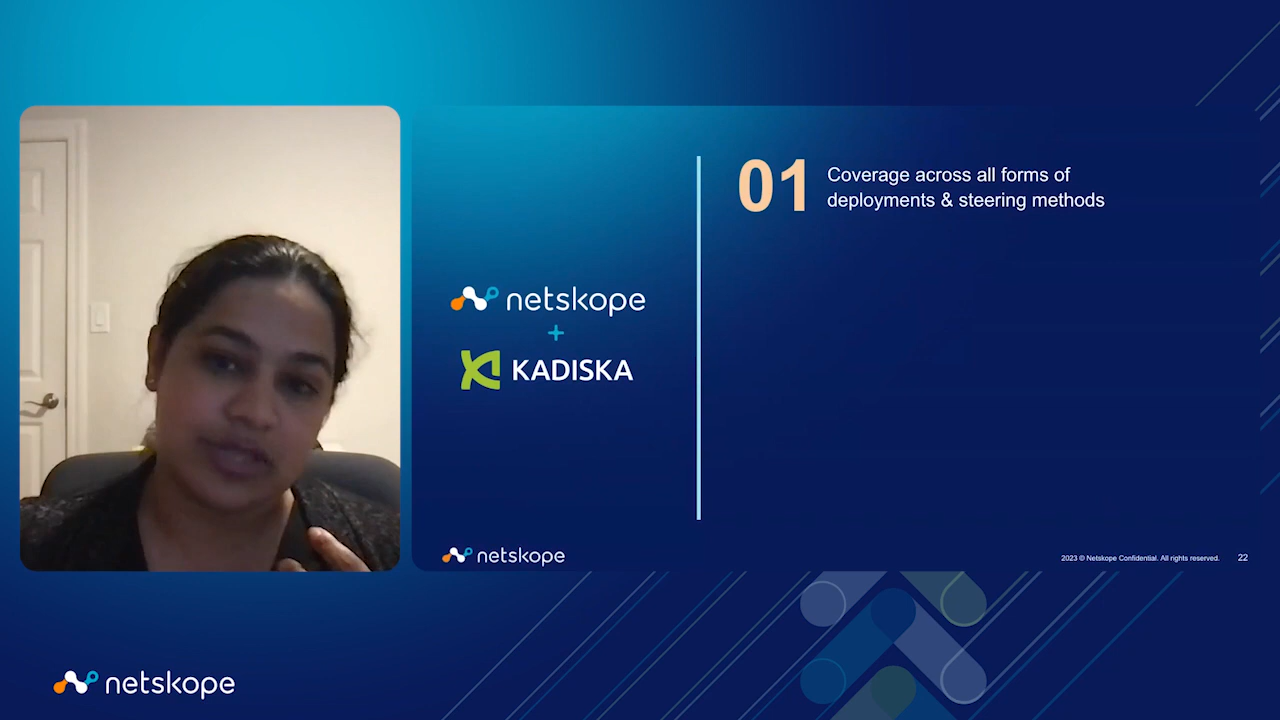 01
Coverage across all forms of
deployments & steering methods
netskope
+
KADISKA
netskope
2023 © Netskope Confidential. All rights reserved.
22
netskope